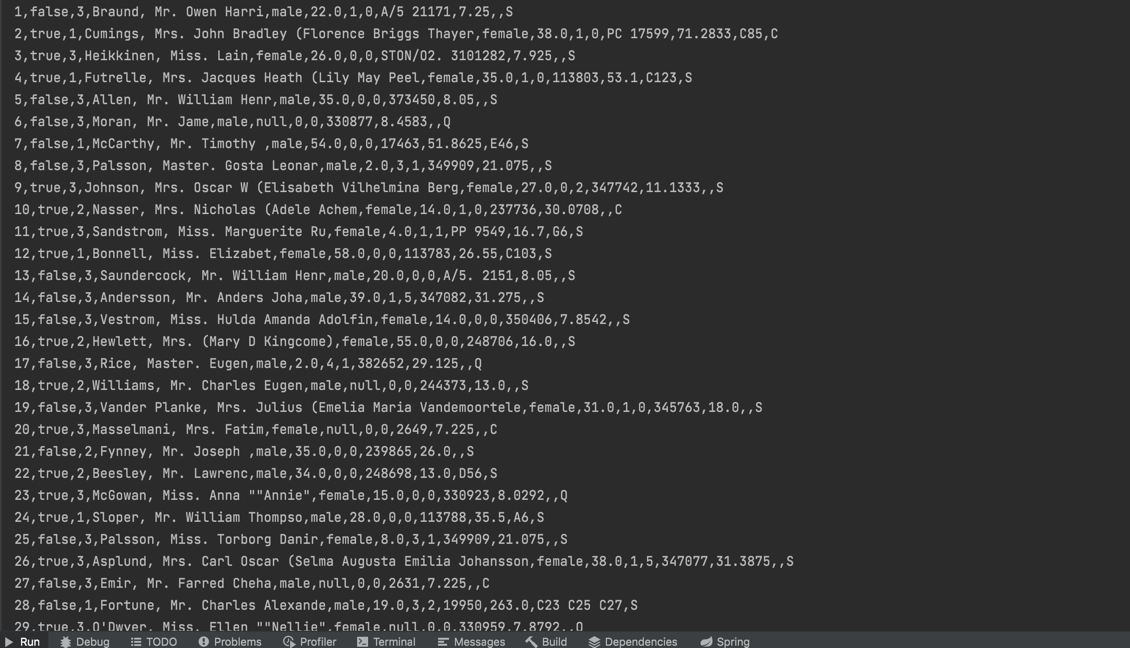 1,false,3,Braund, Mr. Owen Harri,male,22.0,1,0,A/5 21171,7.25,,S
2,true,1,Cumings, Mrs. John Bradley (Florence Briggs Thayer,female,38.0,1,0,PC 17599,71.2833,C85,C
3,true,3,Heikkinen, Miss. Lain,female,26.0,0,0,STON/O2. 3101282,7.925,,S
4,true,1,Futrelle, Mrs. Jacques Heath (Lily May Peel,female,35.0,1,0,113803,53.1,C123,S
5,false,3,Allen, Mr. William Henr,male,35.0,0,0,373450,8.05,,S
6,false,3,Moran, Mr. Jame,male,null,0,0,330877,8.4583,,Q
7,false,1,McCarthy, Mr. Timothy ,male,54.0,0,0,17463,51.8625,E46,S
8,false,3,Palsson, Master. Gosta Leonar,male,2.0,3,1,349909,21.075,,S
9,true,3,Johnson, Mrs. Oscar W (Elisabeth Vilhelmina Berg,female,27.0,0,2,347742,11.1333,,S
10,true,2,Nasser, Mrs. Nicholas (Adele Achem,female,14.0,1,0,237736,30.0708,,C
11,true,3,Sandstrom, Miss. Marguerite Ru,female,4.0,1,1,PP 9549,16.7,G6,S
12,true,1,Bonnell, Miss. Elizabet,female,58.0,0,0,113783,26.55,C103,S
13,false,3,Saundercock, Mr. William Henr,male,20.0,0,0,A/5. 2151,8.05,,S
14,false,3,Andersson, Mr. Anders Joha,male,39.0,1,5,347082,31.275,,S
15,false,3,Vestrom, Miss. Hulda Amanda Adolfin,female,14.0,0,0,350406,7.8542,,S
16,true,2,Hewlett, Mrs. (Mary D Kingcome),female,55.0,0,0,248706,16.0,,S
17,false,3,Rice, Master. Eugen,male,2.0,4,1,382652,29.125,,Q
18,true,2,Williams, Mr. Charles Eugen,male,null,0,0,244373,13.0,,S
19,false,3,Vander Planke, Mrs. Julius (Emelia Maria Vandemoortele,female,31.0,1,0,345763,18.0,,S
20,true,3,Masselmani, Mrs. Fatim,female,null,0,0,2649,7.225,,C
21,false,2,Fynney, Mr. Joseph ,male,35.0,0,0,239865,26.0,,S
22,true,2,Beesley, Mr. Lawrenc,male,34.0,0,0,248698,13.0,D56,S
23,true,3,McGowan, Miss. Anna ""Annie",female,15.0,0,0,330923,8.0292,,Q
24,true,1,Sloper, Mr. William Thompso,male,28.0,0,0,113788,35.5,A6,S
25,false,3,Palsson, Miss. Torborg Danir,female,8.0,3,1,349909,21.075,,S
26,true,3,Asplund, Mrs. Carl Oscar (Selma Augusta Emilia Johansson,female,38.0,1,5,347077,31.3875,,S
27,false,3,Emir, Mr. Farred Cheha,male,null,0,0,2631,7.225,,C
28,false,1,Fortune, Mr. Charles Alexande,male,19.0,3,2,19950,263.0,C23 C25 C27,S
29,true,3,O'Dwyer, Miss. Ellen ""Nellie",female,null,0,0,330959,7.8792,,Q
Run Debug TODO Problems Profiler Terminal Messages Build Dependencies Spring